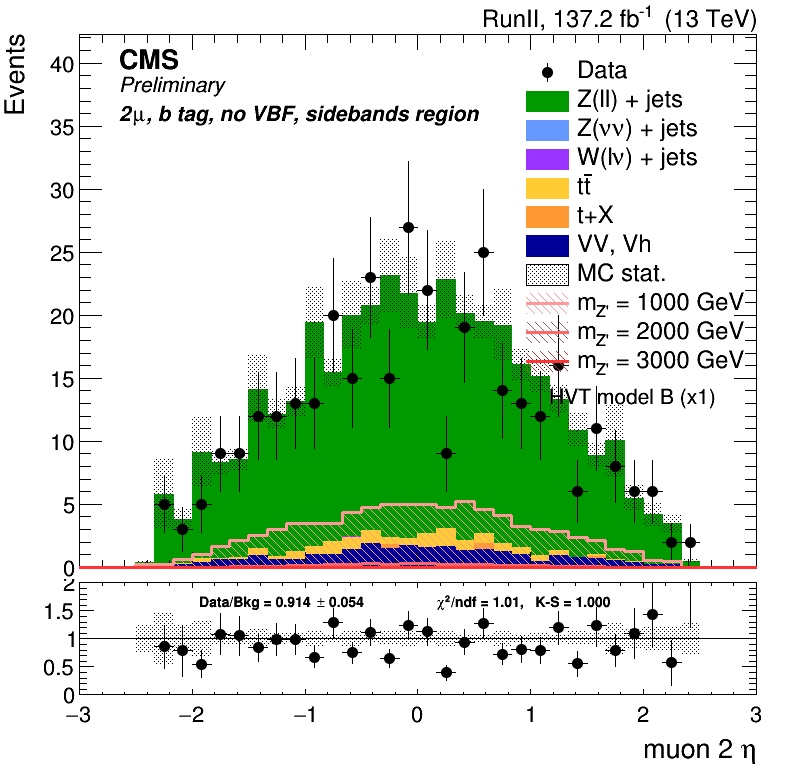 RunII, 137.2 fb⁻¹ (13 TeV)
Events
CMS
Preliminary
2μ, b tag, no VBF, sidebands region
Data
Z(ll) + jets
Z(νν) + jets
W(lν) + jets
tt̄
t+X
VV, Vh
MC stat.
m_Z' = 1000 GeV
m_Z' = 2000 GeV
m_Z' = 3000 GeV
HVT model B (x1)
40
35
30
25
20
15
10
5
0
Data/Bkg = 0.914 ± 0.054 χ²/ndf = 1.01, K-S = 1.000
2
1.5
1
0.5
0
−3 −2 −1 0 1 2 3
muon 2 η